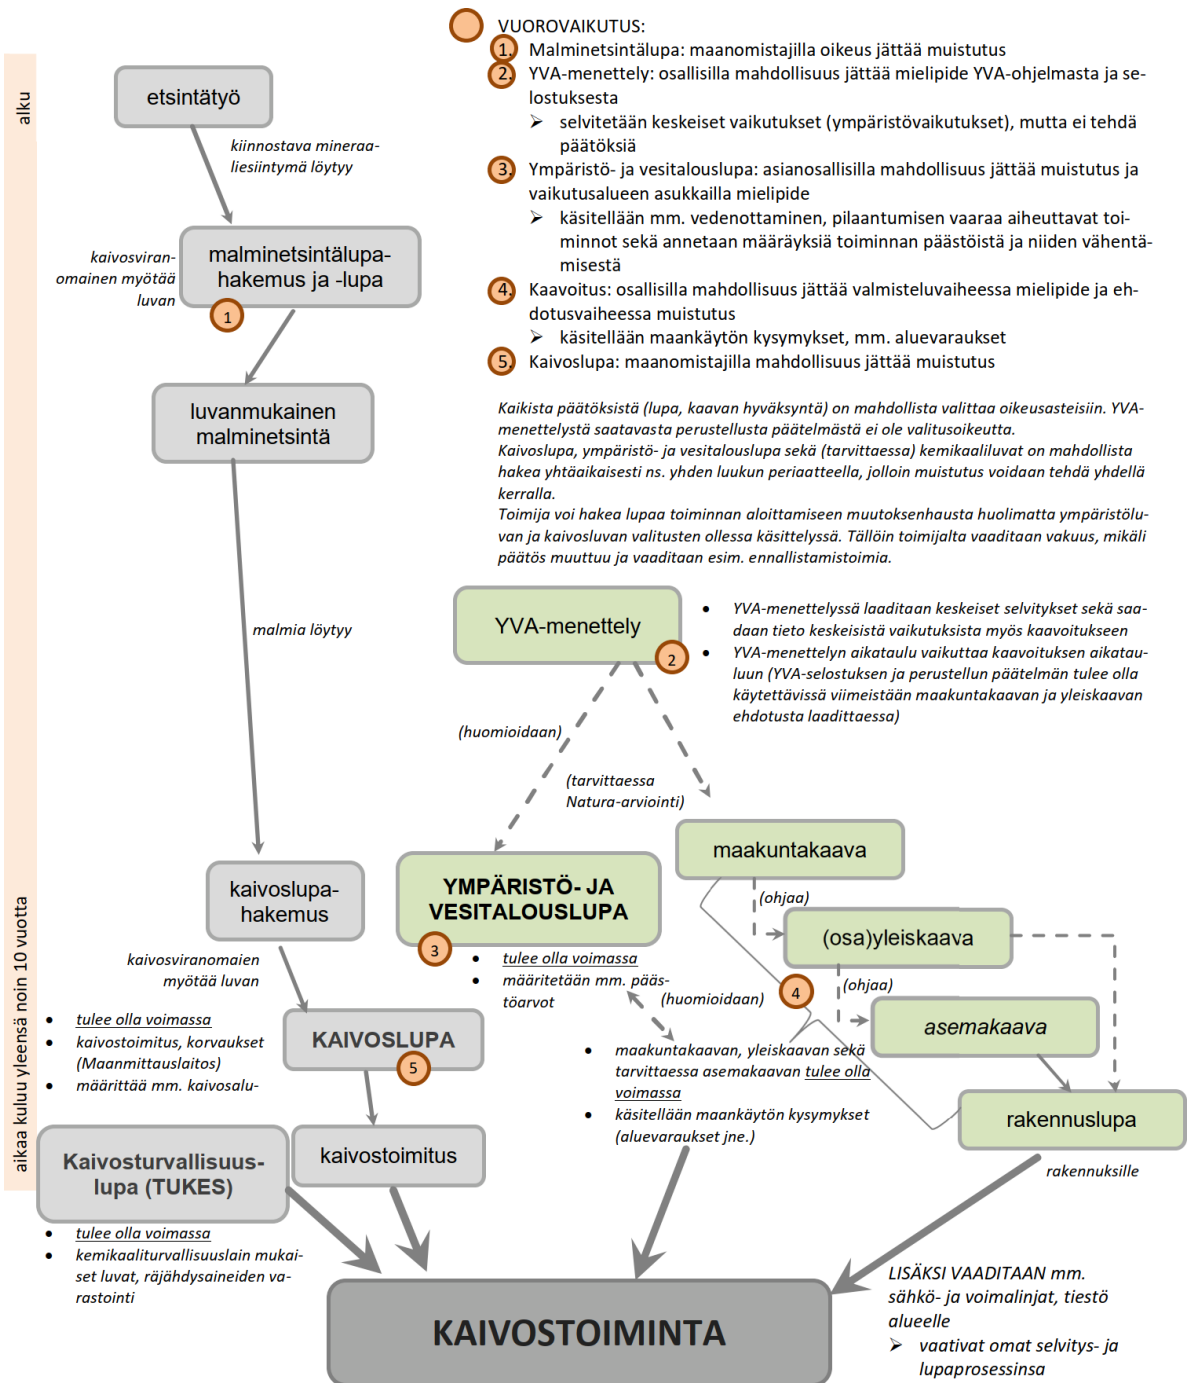 VUOROVAIKUTUS:
1. Malminetsintälupa: maanomistajilla oikeus jättää muistutus
2. YVA-menettely: osallisilla mahdollisuus jättää mielipide YVA-ohjelmasta ja se-
lostuksesta
➢ selvitetään keskeiset vaikutukset (ympäristövaikutukset), mutta ei tehdä
päätöksiä
3. Ympäristö- ja vesitalouslupa: asianosallisilla mahdollisuus jättää muistutus ja
vaikutusalueen asukkailla mielipide
➢ käsitellään mm. vedenottaminen, pilaantumisen vaaraa aiheuttavat toi-
minnot sekä annetaan määräyksiä toiminnan päästöistä ja niiden vähentä-
misestä
4. Kaavoitus: osallisilla mahdollisuus jättää valmisteluvaiheessa mielipide ja eh-
dotusvaiheessa muistutus
➢ käsitellään maankäytön kysymykset, mm. aluevaraukset
5. Kaivoslupa: maanomistajilla mahdollisuus jättää muistutus
Kaikista päätöksistä (lupa, kaavan hyväksyntä) on mahdollista valittaa oikeusasteisiin. YVA-
menettelystä saatavasta perustellusta päätelmästä ei ole valitusoikeutta.
Kaivoslupa, ympäristö- ja vesitalouslupa sekä (tarvittaessa) kemikaaliluvat on mahdollista
hakea yhtäaikaisesti ns. yhden luukun periaatteella, jolloin muistutus voidaan tehdä yhdellä
kerralla.
Toimija voi hakea lupaa toiminnan aloittamiseen muutoksenhausta huolimatta ympäristölu-
van ja kaivosluvan valitusten ollessa käsittelyssä. Tällöin toimijalta vaaditaan vakuus, mikäli
päätös muuttuu ja vaaditaan esim. ennallistamistoimia.
alku
aikaa kuluu yleensä noin 10 vuotta
etsintätyö
kiinnostava mineraa-
liesiintymä löytyy
malminetsintälupa-
hakemus ja -lupa
1
kaivosviran-
omainen myötää
luvan
luvanmukainen
malminetsintä
malmia löytyy
kaivoslupa-
hakemus
kaivosviranomaien
myötää luvan
KAIVOSLUPA
5
• tulee olla voimassa
• kaivostoimitus, korvaukset
(Maanmittauslaitos)
• määrittää mm. kaivosalu-
kaivostoimitus
Kaivosturvallisuus-
lupa (TUKES)
• tulee olla voimassa
• kemikaaliturvallisuuslain mukai-
set luvat, räjähdysaineiden va-
rastointi
YVA-menettely
2
• YVA-menettelyssä laaditaan keskeiset selvitykset sekä saa-
daan tieto keskeisistä vaikutuksista myös kaavoitukseen
• YVA-menettelyn aikataulu vaikuttaa kaavoituksen aikatau-
luun (YVA-selostuksen ja perustellun päätelmän tulee olla
käytettävissä viimeistään maakuntakaavan ja yleiskaavan
ehdotusta laadittaessa)
(huomioidaan)
(tarvittaessa
Natura-arviointi)
YMPÄRISTÖ- JA
VESITALOUSLUPA
3
• tulee olla voimassa
• määritetään mm. pääs-
töarvot
(huomioidaan)
maakuntakaava
(ohjaa)
(osa)yleiskaava
4
(ohjaa)
asemakaava
rakennuslupa
rakennuksille
• maakuntakaavan, yleiskaavan sekä
tarvittaessa asemakaavan tulee olla
voimassa
• käsitellään maankäytön kysymykset
(aluevaraukset jne.)
KAIVOSTOIMINTA
LISÄKSI VAADITAAN mm.
sähkö- ja voimalinjat, tiestö
alueelle
➢ vaativat omat selvitys- ja
lupaprosessinsa